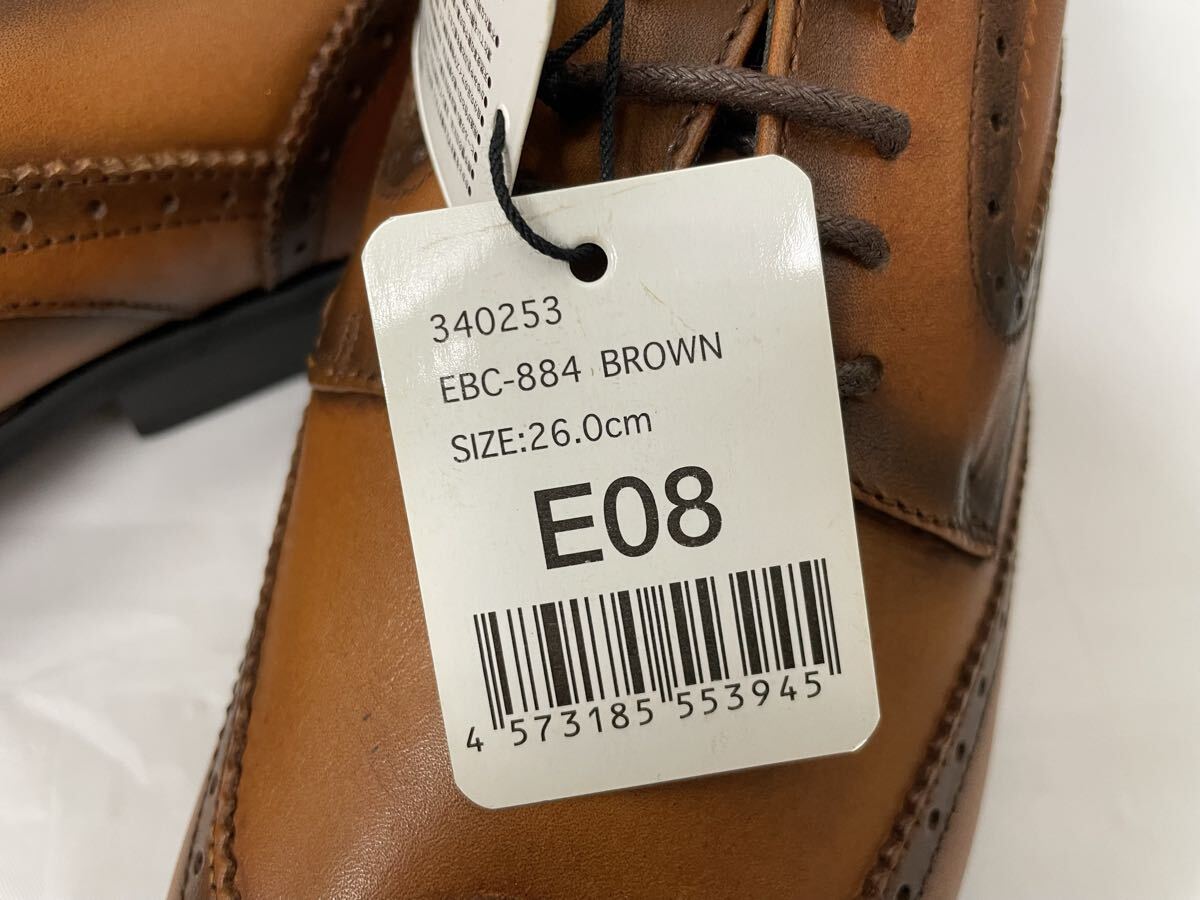 340253
EBC-884 BROWN
SIZE:26.0cm
E08
4 573185 553945